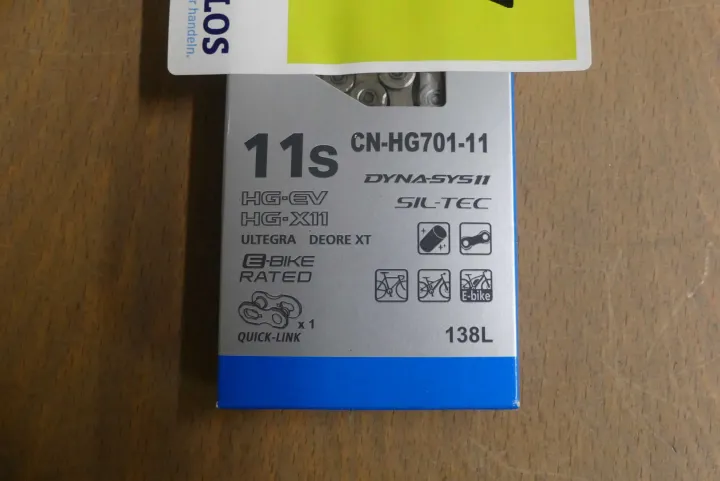 LOS
r handeln.
11s CN-HG701-11
DYNA-SYS11
HG-EV SIL-TEC
HG-X11
ULTEGRA DEORE XT
E-BIKE
RATED
E-bike
x 1
QUICK-LINK
138L